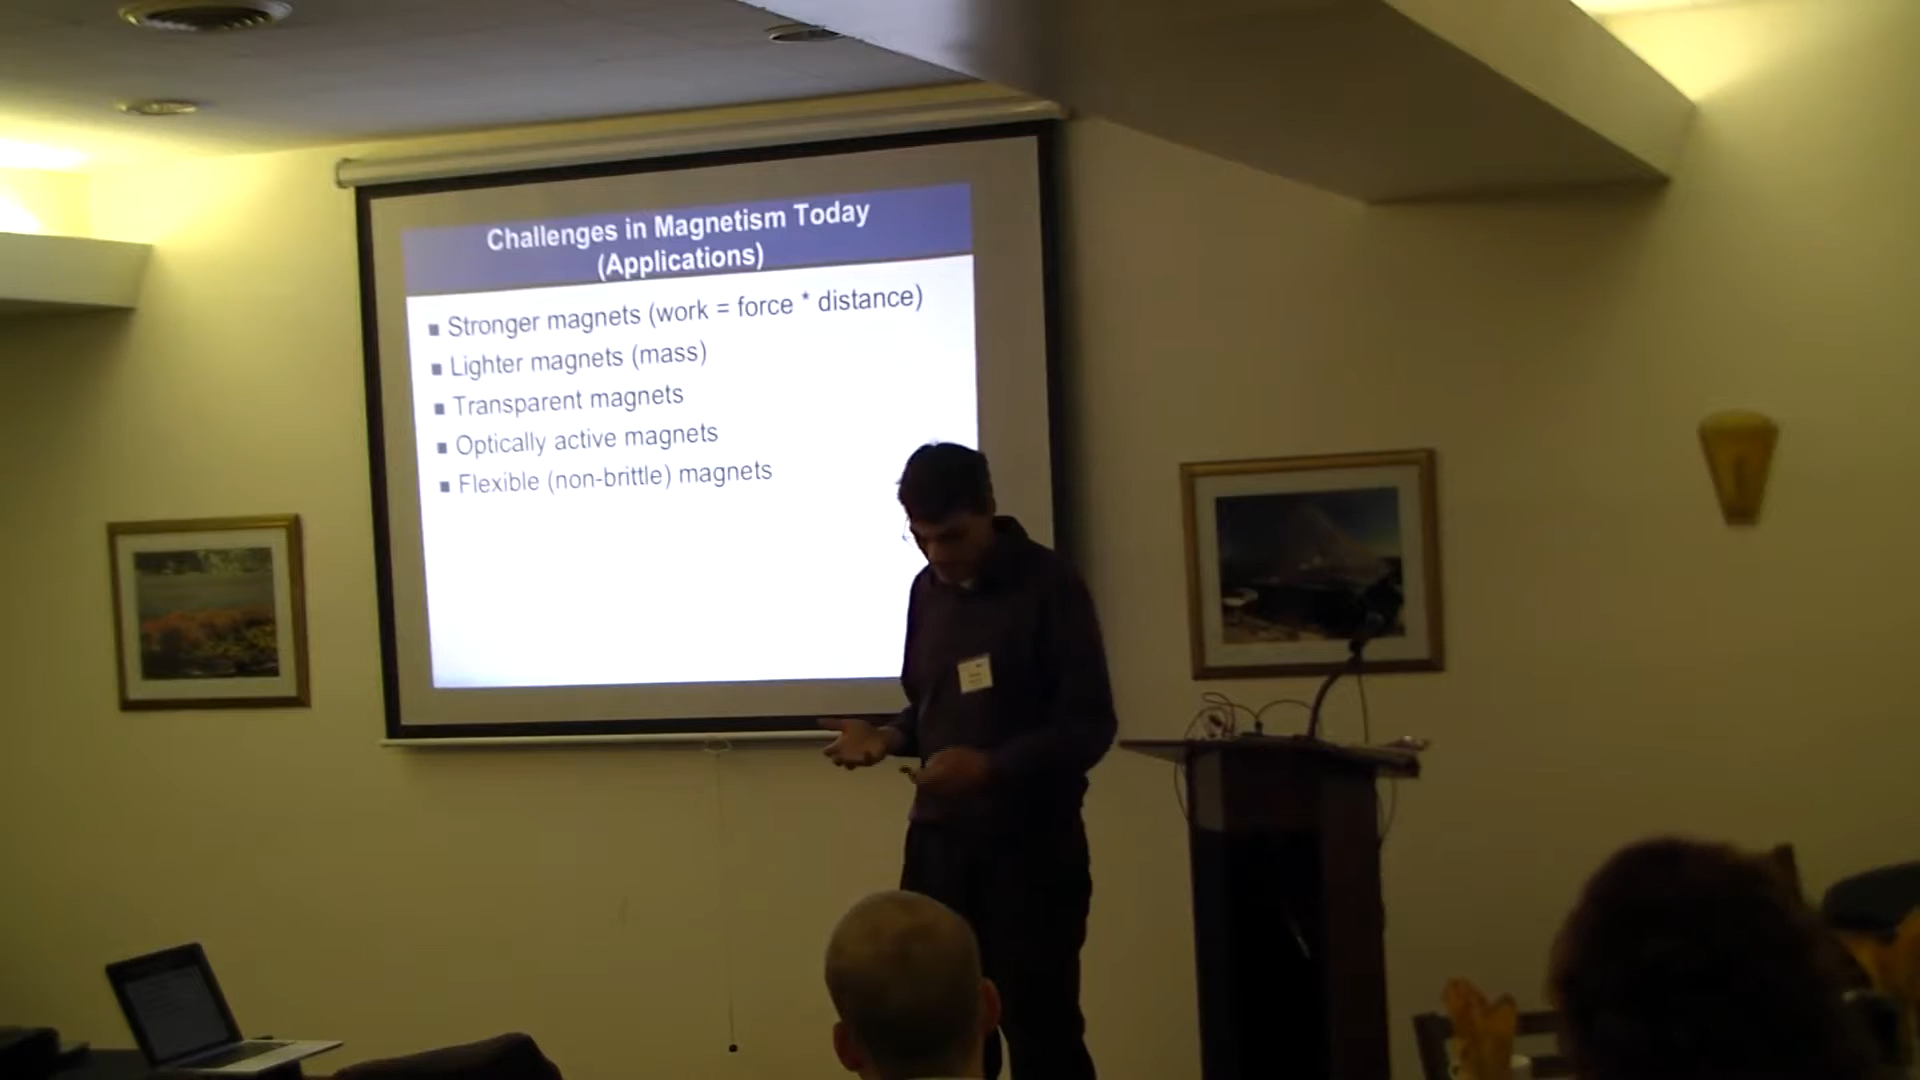 Challenges in Magnetism Today
(Applications)
Stronger magnets (work = force * distance)
Lighter magnets (mass)
Transparent magnets
Optically active magnets
Flexible (non-brittle) magnets